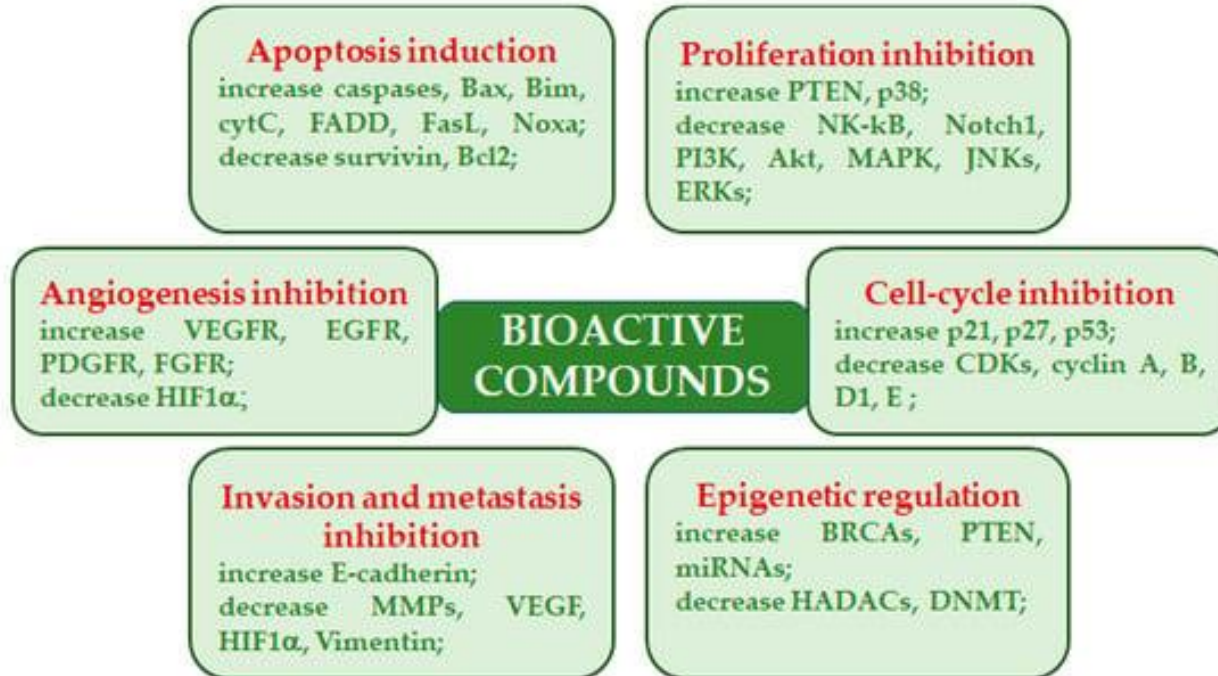 Apoptosis induction
increase caspases, Bax, Bim,
cytC, FADD, FasL, Noxa;
decrease survivin, Bcl2;
Proliferation inhibition
increase PTEN, p38;
decrease NK-kB, Notch1,
PI3K, Akt, MAPK, JNKs,
ERKs;
Angiogenesis inhibition
increase VEGFR, EGFR,
PDGFR, FGFR;
decrease HIF1α;
BIOACTIVE
COMPOUNDS
Cell-cycle inhibition
increase p21, p27, p53;
decrease CDKs, cyclin A, B,
D1, E ;
Invasion and metastasis
inhibition
increase E-cadherin;
decrease MMPs, VEGF,
HIF1α, Vimentin;
Epigenetic regulation
increase BRCAs, PTEN,
miRNAs;
decrease HADACs, DNMT;